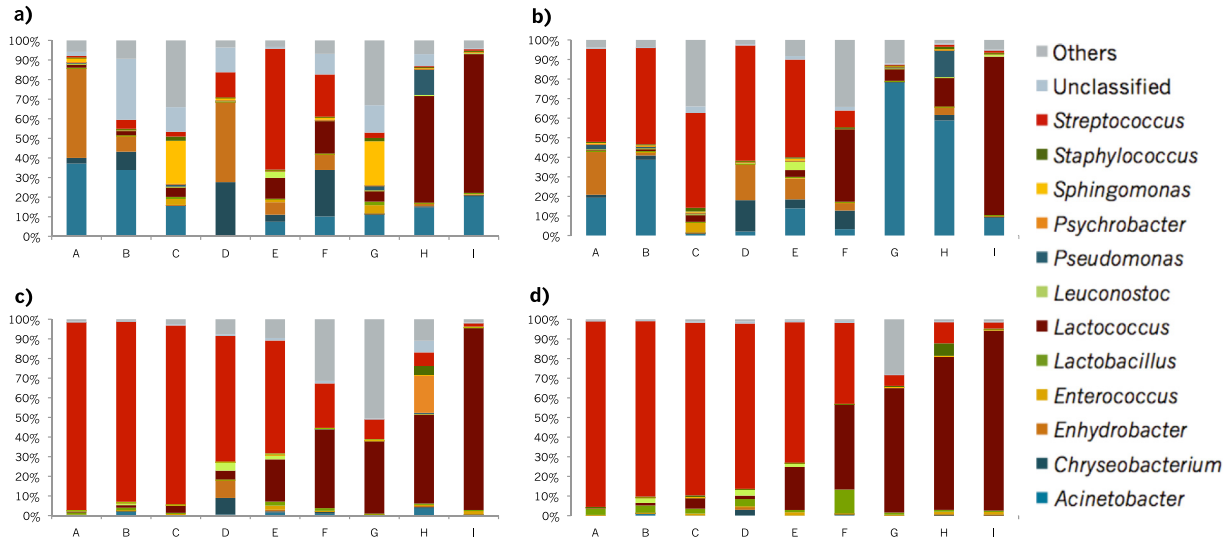 a)
100%
90%
80%
70%
60%
50%
40%
30%
20%
10%
0%
A B C D E F G H I
b)
100%
90%
80%
70%
60%
50%
40%
30%
20%
10%
0%
A B C D E F G H I
Others
Unclassified
Streptococcus
Staphylococcus
Sphingomonas
Psychrobacter
Pseudomonas
Leuconostoc
Lactococcus
Lactobacillus
Enterococcus
Enhydrobacter
Chryseobacterium
Acinetobacter
c)
100%
90%
80%
70%
60%
50%
40%
30%
20%
10%
0%
A B C D E F G H I
d)
100%
90%
80%
70%
60%
50%
40%
30%
20%
10%
0%
A B C D E F G H I